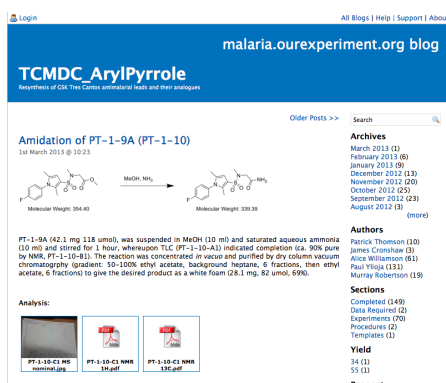 Login
All Blogs | Help | Support | Abou
malaria.ourexperiment.org blog
TCMDC_ArylPyrrole
Resynthesis of GSK Tres Cantos antimalarial leads and their analogues
Older Posts >>
Search
Amidation of PT-1-9A (PT-1-10)
1st March 2013 @ 10:23
MeOH, NH3
Molecular Weight: 354.40
Molecular Weight: 339.39
PT-1-9A (42.1 mg 118 umol), was suspended in MeOH (10 ml) and saturated aqueous ammonia
(10 ml) and stirred for 1 hour, whereupon TLC (PT-1-10-A1) indicated completion (ca. 90% pure
by NMR, PT-1-10-B1). The reaction was concentrated in vacuo and purified by dry column vacuum
chromatogrphy (gradient: 50-100% ethyl acetate, background heptane, 6 fractions, then ethyl
acetate, 6 fractions) to give the desired product as a white foam (28.1 mg, 82 umol, 69%).
Analysis:
PT-1-10-C1 MS
nominal.jpg
PT-1-10-C1 NMR
1H.pdf
PT-1-10-C1 NMR
13C.pdf
Archives
March 2013 (1)
February 2013 (6)
January 2013 (9)
December 2012 (13)
November 2012 (20)
October 2012 (25)
September 2012 (23)
August 2012 (3)
(more)
Authors
Patrick Thomson (10)
James Cronshaw (3)
Alice Williamson (61)
Paul Ylioja (131)
Murray Robertson (19)
Sections
Completed (149)
Data Required (2)
Experiments (70)
Procedures (2)
Templates (1)
Yield
34 (1)
55 (1)